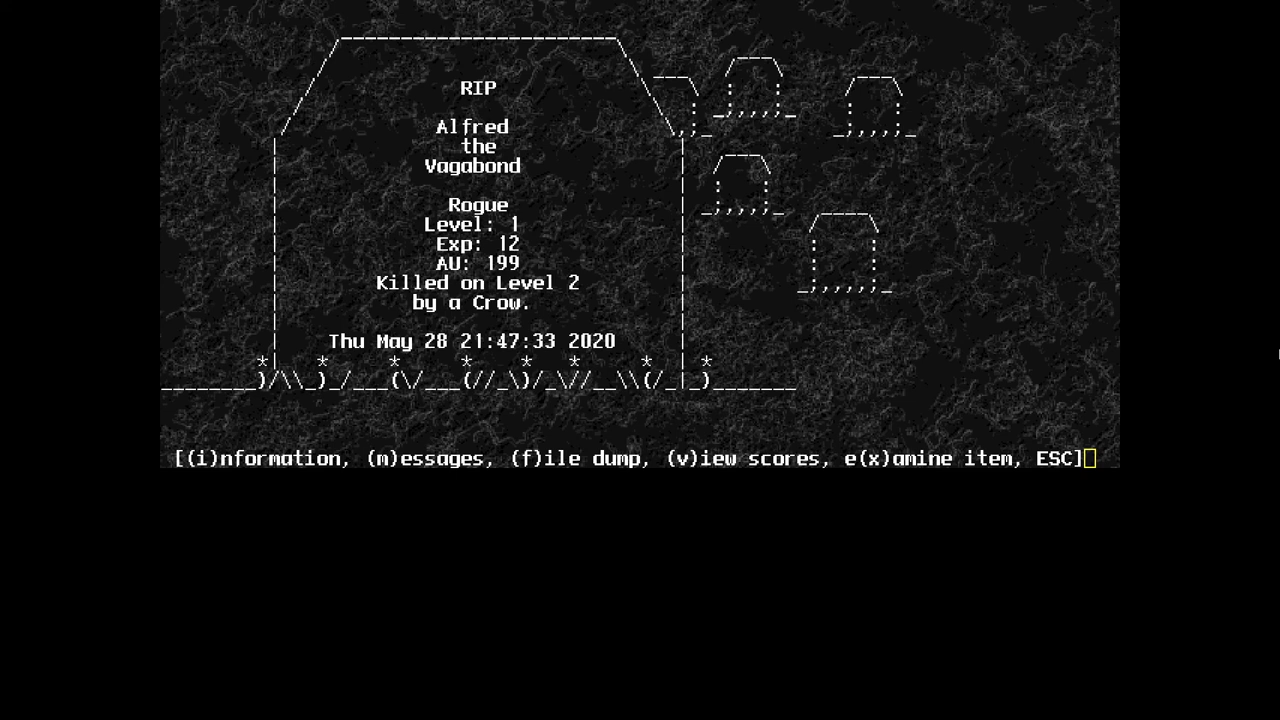 RIP
Alfred
the
Vagabond
Rogue
Level: 1
Exp: 12
AU: 199
Killed on Level 2
by a Crow.
Thu May 28 21:47:33 2020
[(i)nformation, (m)essages, (f)ile dump, (v)iew scores, e(x)amine item, ESC]